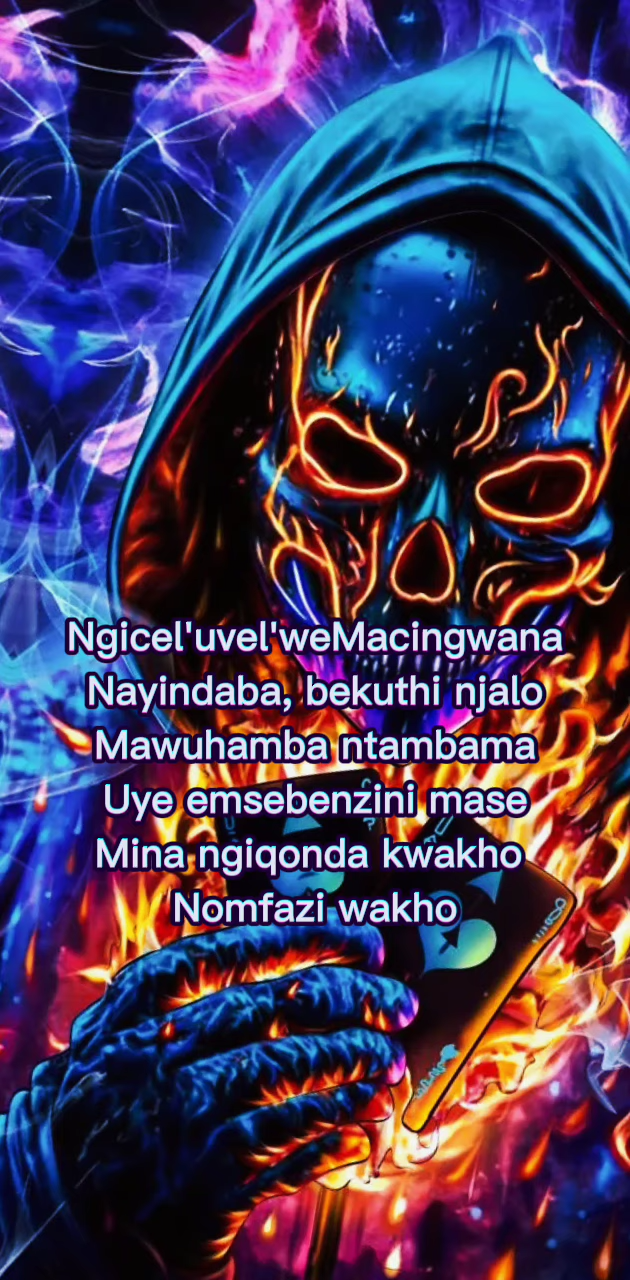 Ngicel'uvel'weMacingwana
Nayindaba, bekuthi njalo
Mawuhamba ntambama
Uye emsebenzini mase
Mina ngiqonda kwakho
Nomfazi wakho